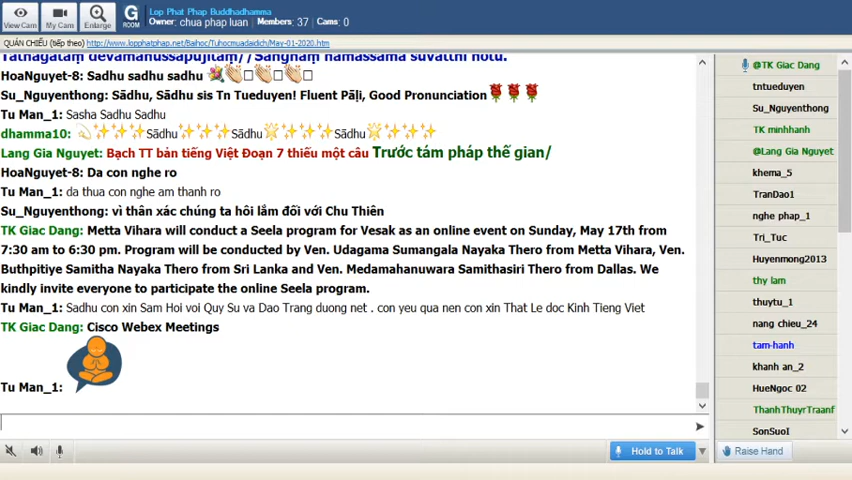 Lop Phat Phap Buddhadhamma
Owner: chua phap luan Members: 37 Cams: 0
View Cam My Cam Enlarge
G ROOM
QUÁN CHIẾU (tiếp theo) http://www.lopphatphap.net/Baihoc/Tuhocmuadaidich/May-01-2020.htm
Tathāgataṃ devamanussapūjitaṃ//Saṅghaṃ namassāma suvatthi hotu.
HoaNguyet-8: Sadhu sadhu sadhu
Su_Nguyenthong: Sādhu, Sādhu sis Tn Tueduyen! Fluent Pāḷi, Good Pronunciation
Tu Man_1: Sasha Sadhu Sadhu
dhamma10: Sādhu Sādhu Sādhu
Lang Gia Nguyet: Bạch TT bản tiếng Việt Đoạn 7 thiếu một câu Trước tám pháp thế gian/
HoaNguyet-8: Da con nghe ro
Tu Man_1: da thua con nghe am thanh ro
Su_Nguyenthong: vì thân xác chúng ta hôi lắm đối với Chư Thiên
TK Giac Dang: Metta Vihara will conduct a Seela program for Vesak as an online event on Sunday, May 17th from
7:30 am to 6:30 pm. Program will be conducted by Ven. Udagama Sumangala Nayaka Thero from Metta Vihara, Ven.
Buthpitiye Samitha Nayaka Thero from Sri Lanka and Ven. Medamahanuwara Samithasiri Thero from Dallas. We
kindly invite everyone to participate the online Seela program.
Tu Man_1: Sadhu con xin Sam Hoi voi Quy Su va Dao Trang duong net . con yeu qua nen con xin That Le doc Kinh Tieng Viet
TK Giac Dang: Cisco Webex Meetings
Tu Man_1:
Hold to Talk
@TK Giac Dang
tntueduyen
Su_Nguyenthong
TK minhhanh
@Lang Gia Nguyet
khema_5
TranDao1
nghe phap_1
Tri_Tuc
Huyenmong2013
thy lam
thuytu_1
nang chieu_24
tam-hanh
khanh an_2
HueNgoc 02
ThanhThuyrTraanf
SonSuoI
Raise Hand